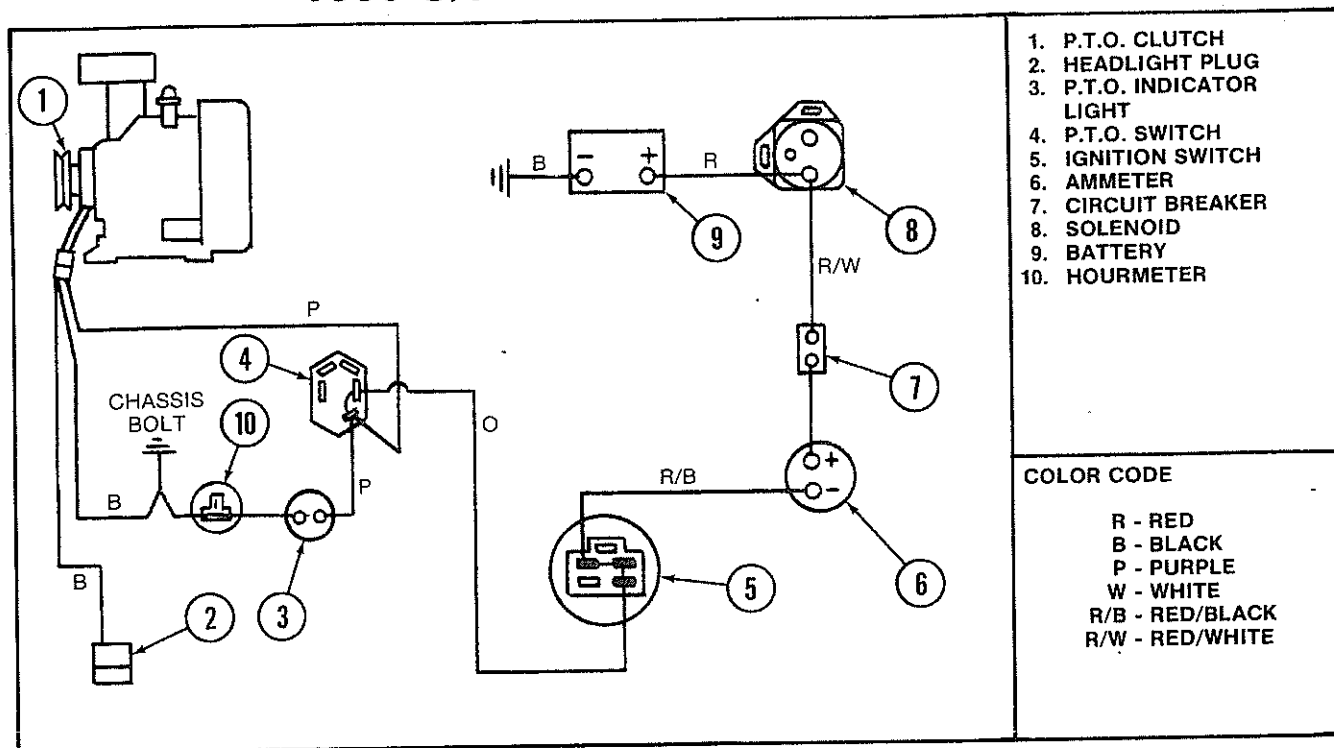 1
B
R
R/W
9
8
7
P
4
CHASSIS
BOLT
10
O
B
P
R/B
5
6
B
2
3
1. P.T.O. CLUTCH
2. HEADLIGHT PLUG
3. P.T.O. INDICATOR
LIGHT
4. P.T.O. SWITCH
5. IGNITION SWITCH
6. AMMETER
7. CIRCUIT BREAKER
8. SOLENOID
9. BATTERY
10. HOURMETER
COLOR CODE
R - RED
B - BLACK
P - PURPLE
W - WHITE
R/B - RED/BLACK
R/W - RED/WHITE